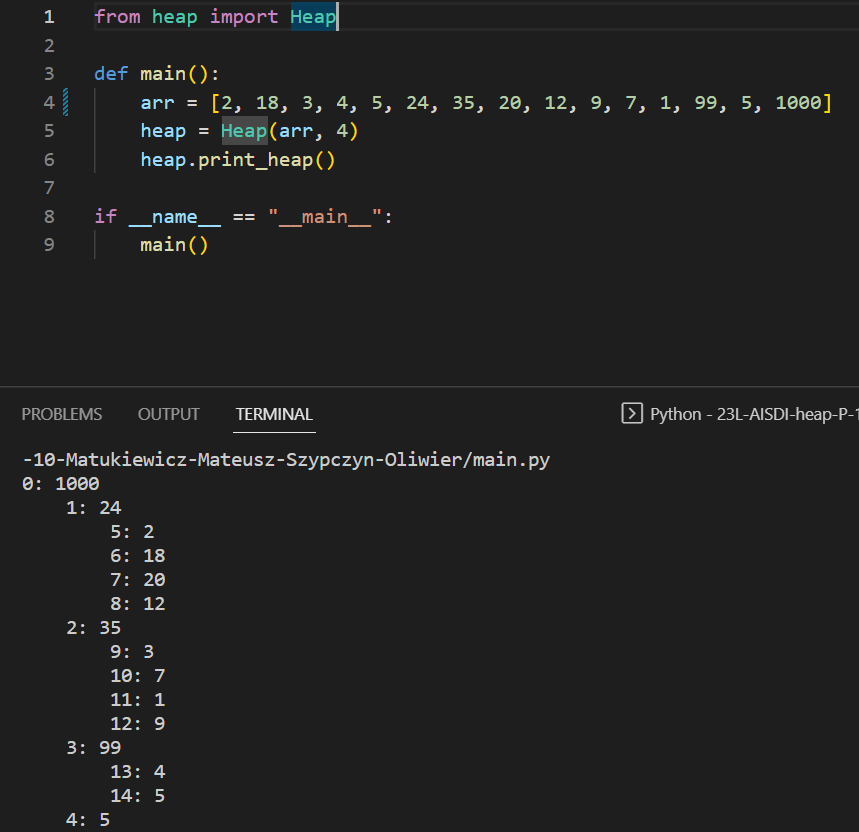 1 from heap import Heap
2
3 def main():
4 arr = [2, 18, 3, 4, 5, 24, 35, 20, 12, 9, 7, 1, 99, 5, 1000]
5 heap = Heap(arr, 4)
6 heap.print_heap()
7
8 if __name__ == "__main__":
9 main()
PROBLEMS OUTPUT TERMINAL Python - 23L-AISDI-heap-P-1
-10-Matukiewicz-Mateusz-Szypczyn-Oliwier/main.py
0: 1000
1: 24
5: 2
6: 18
7: 20
8: 12
2: 35
9: 3
10: 7
11: 1
12: 9
3: 99
13: 4
14: 5
4: 5